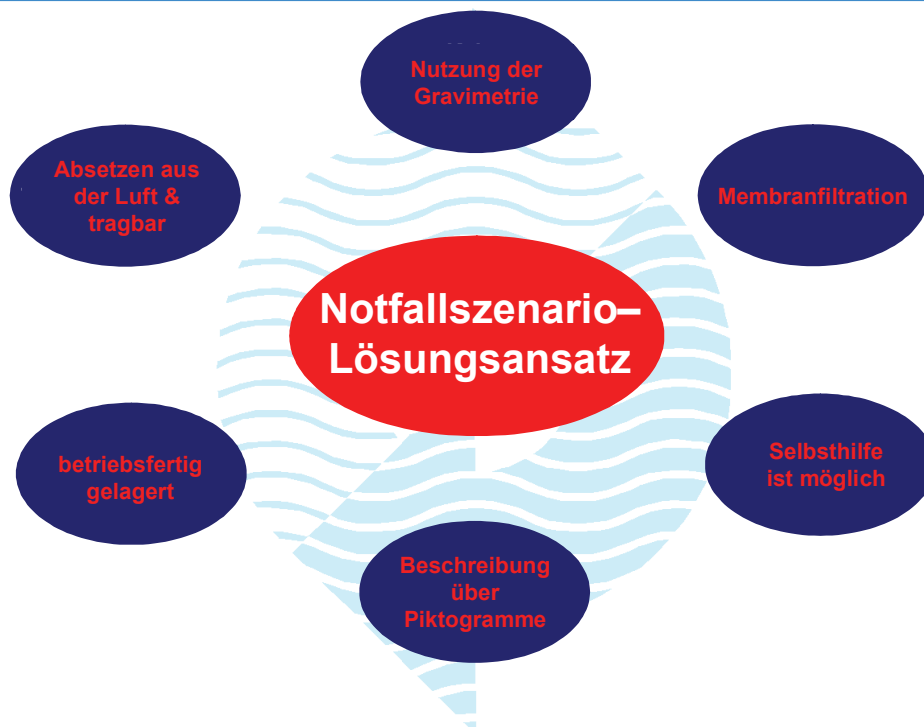 Nutzung der
Gravimetrie
Absetzen aus
der Luft &
tragbar
Membranfiltration
Notfallszenario–
Lösungsansatz
betriebsfertig
gelagert
Selbsthilfe
ist möglich
Beschreibung
über
Piktogramme